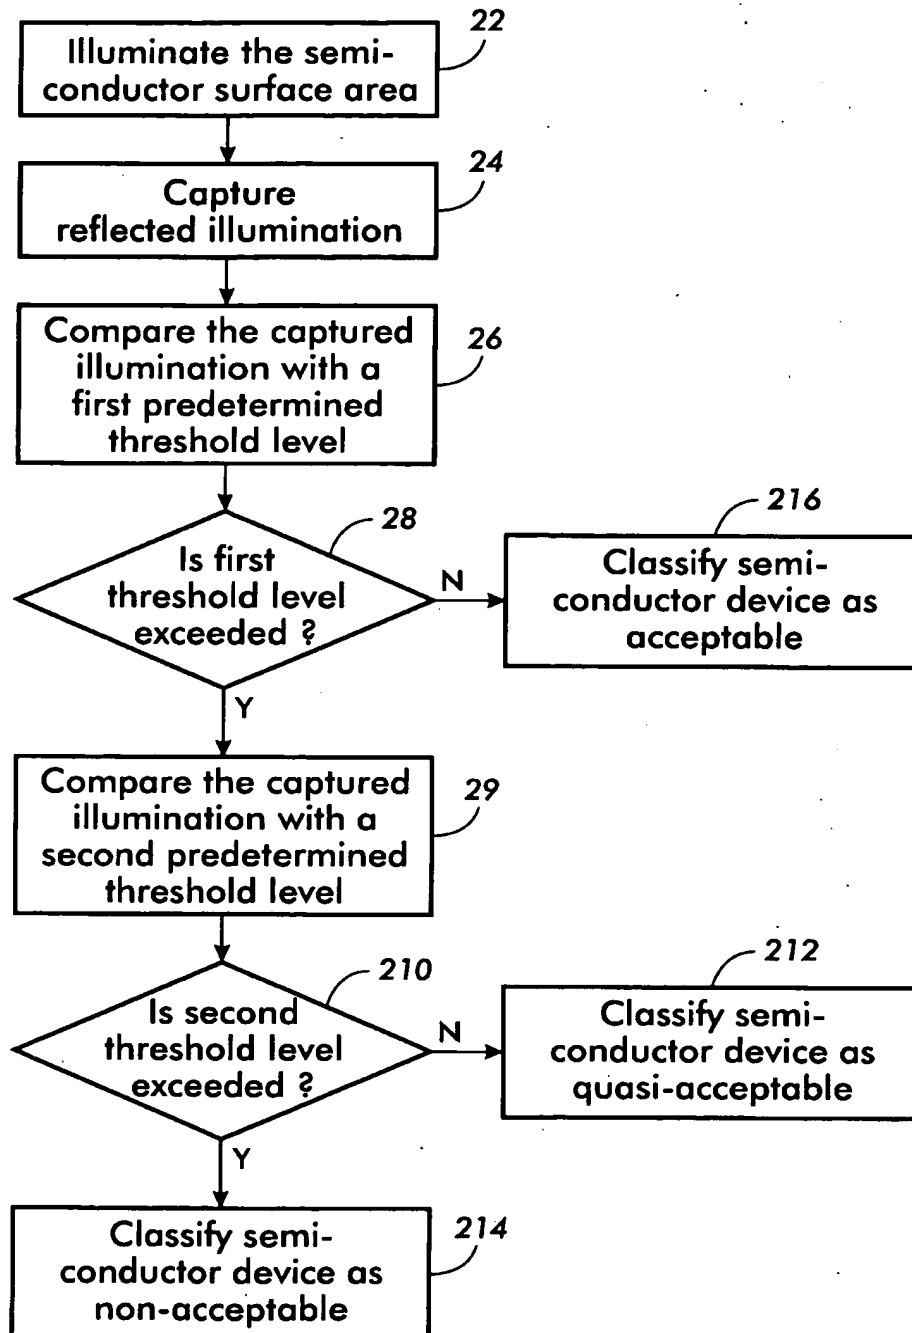 22
Illuminate the semi-
conductor surface area
24
Capture
reflected illumination
26
Compare the captured
illumination with a
first predetermined
threshold level
28
Is first
threshold level
exceeded ?
N
216
Classify semi-
conductor device as
acceptable
Y
29
Compare the captured
illumination with a
second predetermined
threshold level
210
Is second
threshold level
exceeded ?
N
212
Classify semi-
conductor device as
quasi-acceptable
Y
214
Classify semi-
conductor device as
non-acceptable